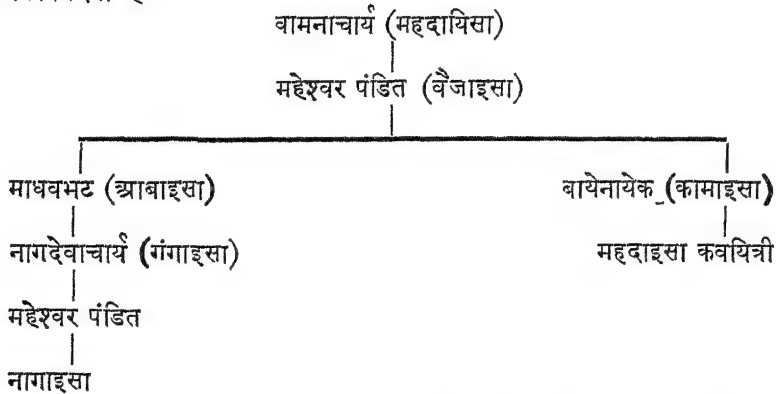 वामनाचार्य (महदायिसा)
महेश्वर पंडित (वैजाइसा)
माधवभट (आबाइसा) बायेनायेक (कामाइसा)
नागदेवाचार्य (गंगाइसा) महदाइसा कवयित्री
महेश्वर पंडित
नागाइसा